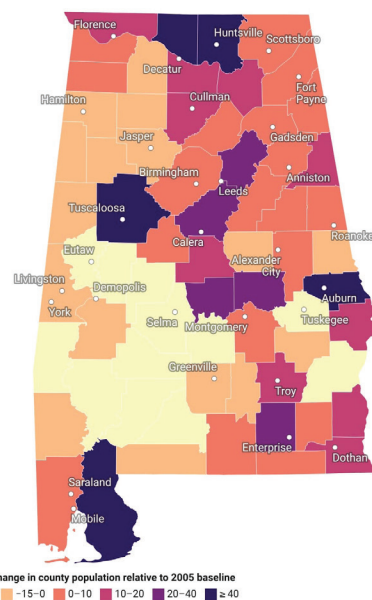 Florence
Huntsville
Scottsboro
Decatur
Fort
Payne
Hamilton
Cullman
Gadsden
Jasper
Birmingham
Anniston
Leeds
Tuscaloosa
Calera
Roanoke
Eutaw
Alexander
City
Livingston
Demopolis
Auburn
York
Selma
Montgomery
Tuskegee
Greenville
Troy
Enterprise
Dothan
Saraland
Mobile
hange in county population relative to 2005 baseline
−15–0 0–10 10–20 20–40 ≥ 40